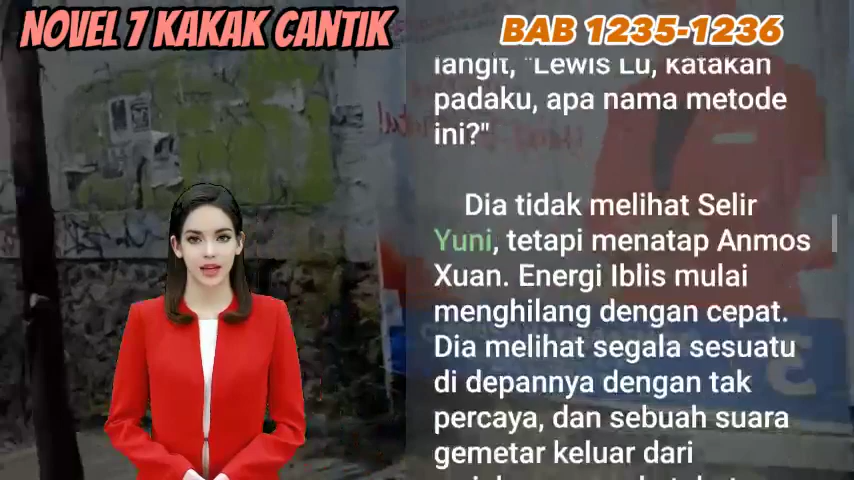 NOVEL 7 KAKAK CANTIK
BAB 1235-1236
langit, "Lewis Lu, katakan
padaku, apa nama metode
ini?"
Dia tidak melihat Selir
Yuni, tetapi menatap Anmos
Xuan. Energi Iblis mulai
menghilang dengan cepat.
Dia melihat segala sesuatu
di depannya dengan tak
percaya, dan sebuah suara
gemetar keluar dari